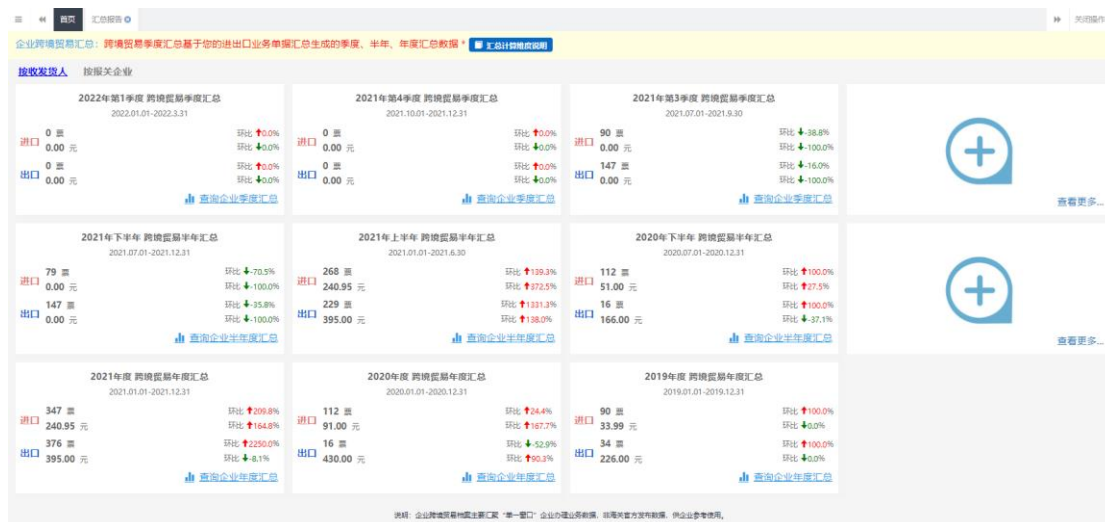 首页 汇总报告 关闭操作
企业跨境贸易汇总：跨境贸易季度汇总基于您的进出口业务单据汇总生成的季度、半年、年度汇总数据 * 汇总计算维度说明
按收发货人 按报关企业
2022年第1季度 跨境贸易季度汇总
2022.01.01-2022.3.31
进口 0 票 环比 ↑0.0%
0.00 元 环比 ↓0.0%
出口 0 票 环比 ↑0.0%
0.00 元 环比 ↓0.0%
查询企业季度汇总
2021年第4季度 跨境贸易季度汇总
2021.10.01-2021.12.31
进口 0 票 环比 ↑0.0%
0.00 元 环比 ↓0.0%
出口 0 票 环比 ↑0.0%
0.00 元 环比 ↓0.0%
查询企业季度汇总
2021年第3季度 跨境贸易季度汇总
2021.07.01-2021.9.30
进口 90 票 环比 ↓-38.8%
0.00 元 环比 ↓-100.0%
出口 147 票 环比 ↓-16.0%
0.00 元 环比 ↓-100.0%
查询企业季度汇总
查看更多...
2021年下半年 跨境贸易半年汇总
2021.07.01-2021.12.31
进口 79 票 环比 ↓-70.5%
0.00 元 环比 ↓-100.0%
出口 147 票 环比 ↓-35.8%
0.00 元 环比 ↓-100.0%
查询企业半年度汇总
2021年上半年 跨境贸易半年汇总
2021.01.01-2021.6.30
进口 268 票 环比 ↑139.3%
240.95 元 环比 ↑372.5%
出口 229 票 环比 ↑1331.3%
395.00 元 环比 ↑138.0%
查询企业半年度汇总
2020年下半年 跨境贸易半年汇总
2020.07.01-2020.12.31
进口 112 票 环比 ↑100.0%
51.00 元 环比 ↑27.5%
出口 16 票 环比 ↑100.0%
166.00 元 环比 ↓-37.1%
查询企业半年度汇总
查看更多...
2021年度 跨境贸易年度汇总
2021.01.01-2021.12.31
进口 347 票 环比 ↑209.8%
240.95 元 环比 ↑164.8%
出口 376 票 环比 ↑2250.0%
395.00 元 环比 ↓-8.1%
查询企业年度汇总
2020年度 跨境贸易年度汇总
2020.01.01-2020.12.31
进口 112 票 环比 ↑24.4%
91.00 元 环比 ↑167.7%
出口 16 票 环比 ↓-52.9%
430.00 元 环比 ↑90.3%
查询企业年度汇总
2019年度 跨境贸易年度汇总
2019.01.01-2019.12.31
进口 90 票 环比 ↑100.0%
33.99 元 环比 ↓0.0%
出口 34 票 环比 ↑100.0%
226.00 元 环比 ↓0.0%
查询企业年度汇总
说明：企业跨境贸易档案主要汇聚“单一窗口”企业办理业务数据，非海关官方发布数据，供企业参考使用。